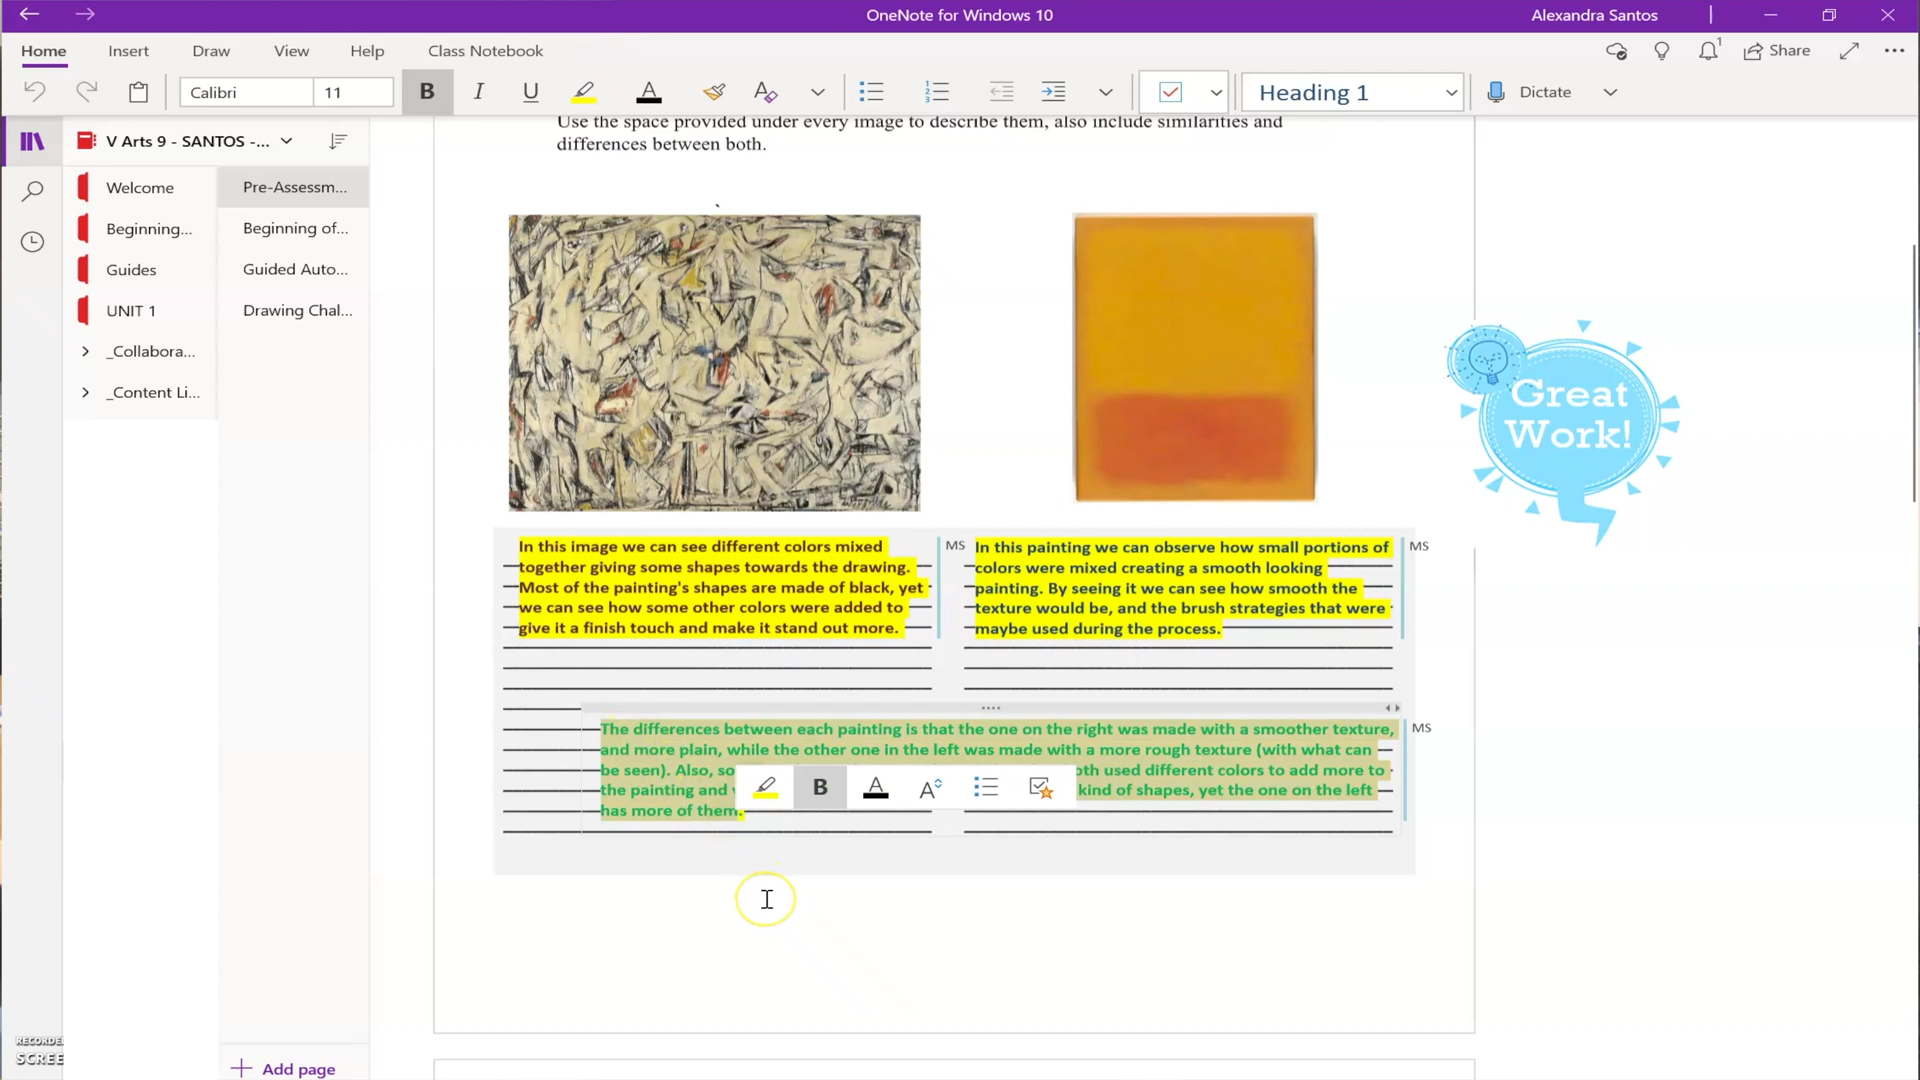 OneNote for Windows 10
Alexandra Santos
Home Insert Draw View Help Class Notebook
1
Share
Calibri 11
B I U A A
Heading 1
Dictate
V Arts 9 - SANTOS -...
Welcome
Beginning...
Guides
UNIT 1
_Collabora...
_Content Li...
Pre-Assessm...
Beginning of...
Guided Auto...
Drawing Chal...
Add page
Use the space provided under every image to describe them, also include similarities and
differences between both.
Great
Work!
In this image we can see different colors mixed
together giving some shapes towards the drawing.
Most of the painting's shapes are made of black, yet
we can see how some other colors were added to
give it a finish touch and make it stand out more.
MS
In this painting we can observe how small portions of
colors were mixed creating a smooth looking
painting. By seeing it we can see how smooth the
texture would be, and the brush strategies that were
maybe used during the process.
MS
The differences between each painting is that the one on the right was made with a smoother texture,
and more plain, while the other one in the left was made with a more rough texture (with what can
be seen). Also, used different colors to add more to
the painting and kind of shapes, yet the one on the left
has more of them.
MS
B A A